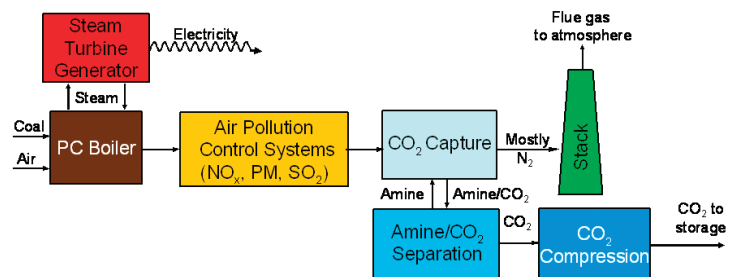 Steam
Turbine
Generator
Electricity
Flue gas
to atmosphere
Steam
Coal
Air
PC Boiler
Air Pollution
Control Systems
(NOₓ, PM, SO₂)
CO₂ Capture
Mostly
N₂
Stack
Amine
Amine/CO₂
Amine/CO₂
Separation
CO₂
CO₂
Compression
CO₂ to
storage